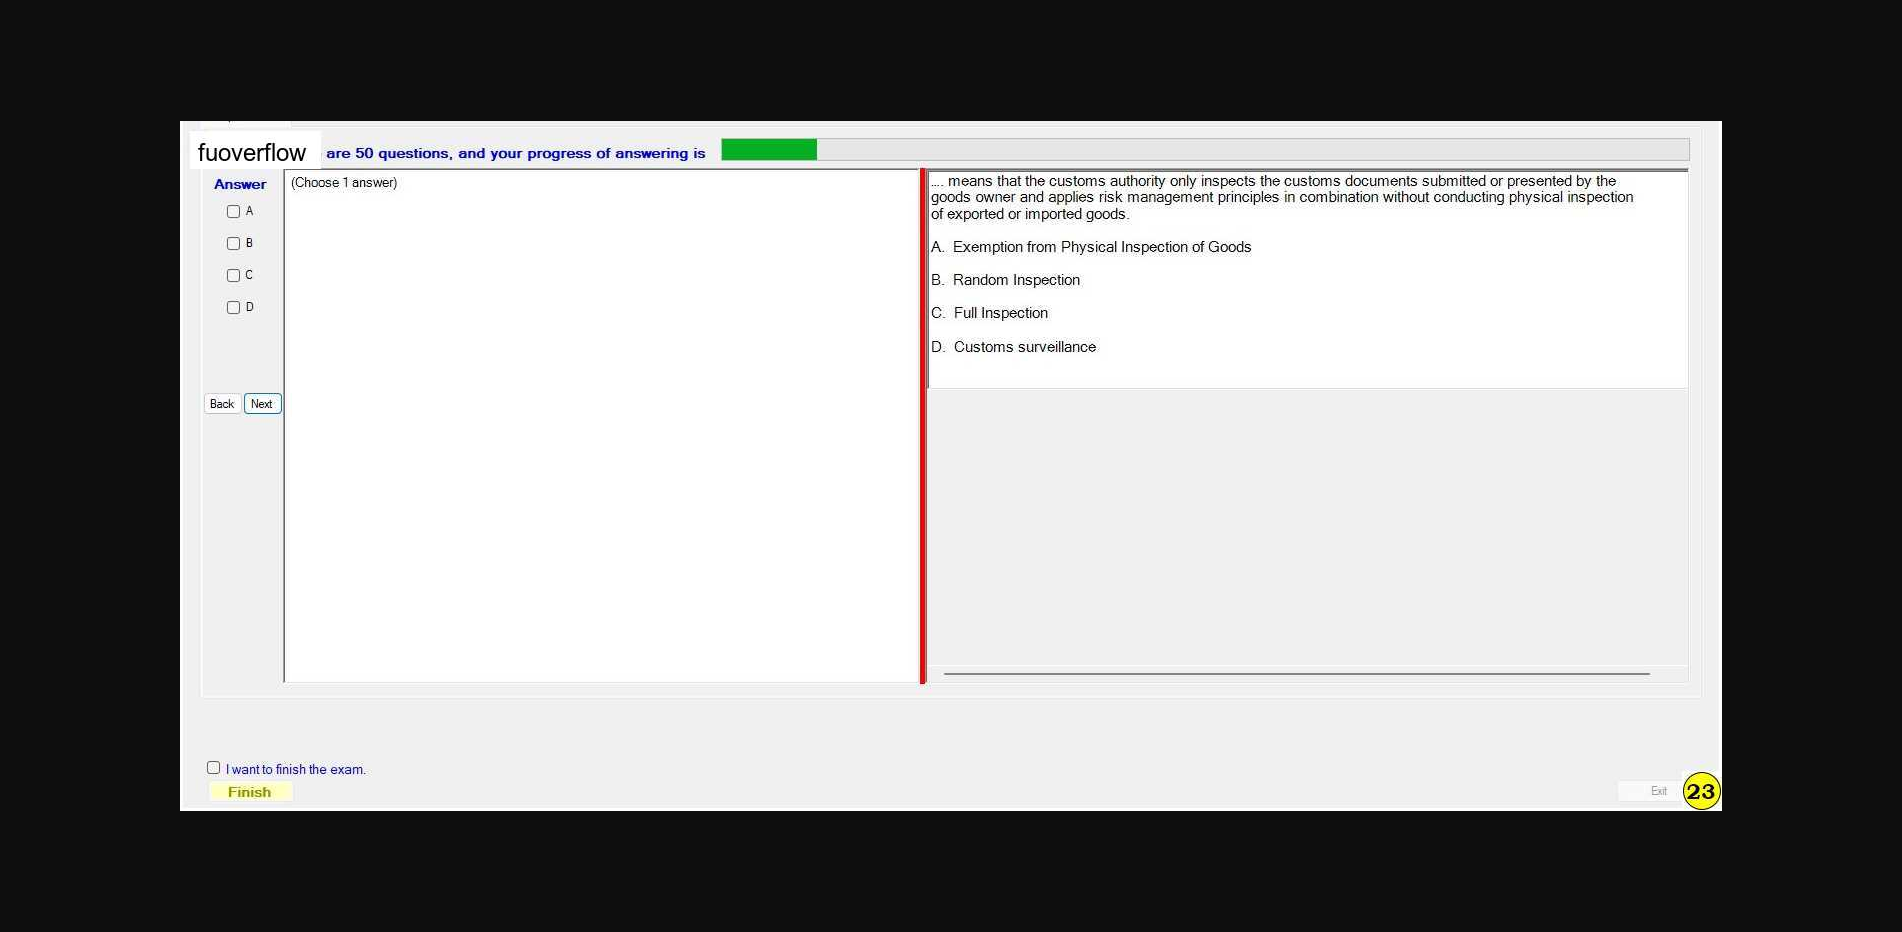 fuoverflow are 50 questions, and your progress of answering is
Answer
A
B
C
D
Back Next
(Choose 1 answer)
.... means that the customs authority only inspects the customs documents submitted or presented by the
goods owner and applies risk management principles in combination without conducting physical inspection
of exported or imported goods.
A. Exemption from Physical Inspection of Goods
B. Random Inspection
C. Full Inspection
D. Customs surveillance
I want to finish the exam.
Finish
Exit
23